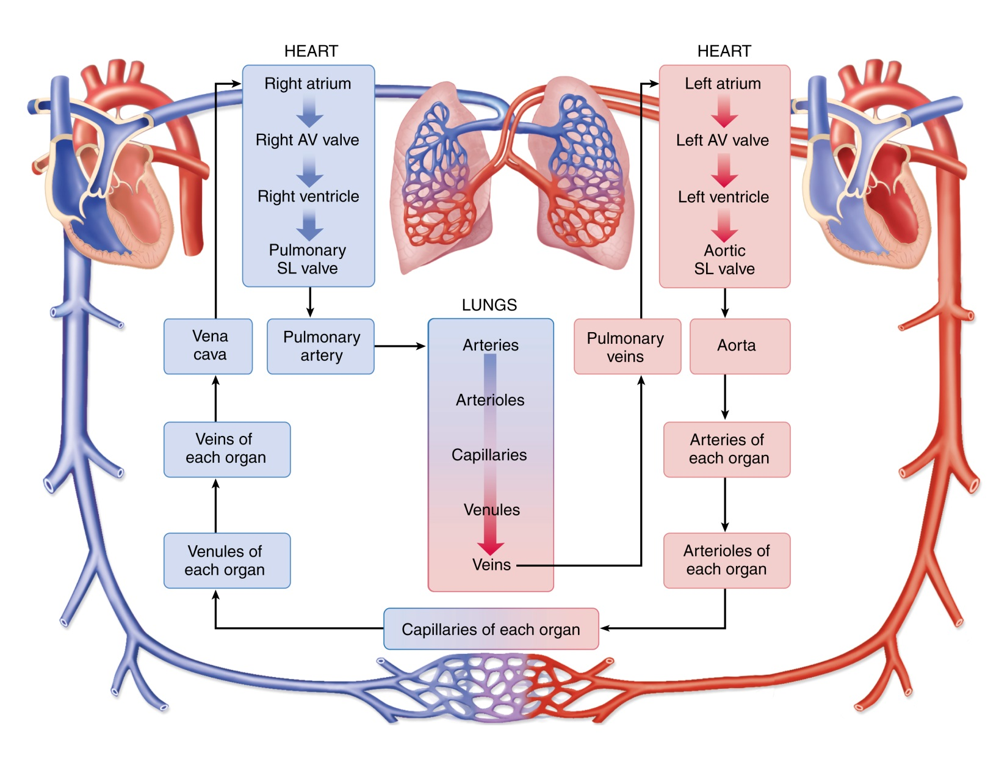 HEART
Right atrium
Right AV valve
Right ventricle
Pulmonary
SL valve
Vena
cava
Pulmonary
artery
Veins of
each organ
Venules of
each organ
LUNGS
Arteries
Arterioles
Capillaries
Venules
Veins
HEART
Left atrium
Left AV valve
Left ventricle
Aortic
SL valve
Pulmonary
veins
Aorta
Arteries of
each organ
Arterioles of
each organ
Capillaries of each organ